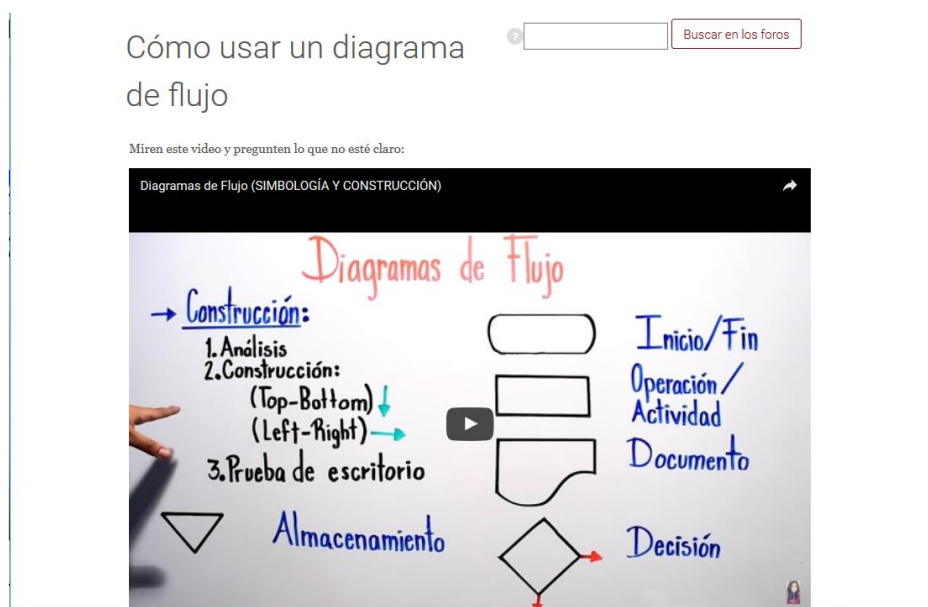 Cómo usar un diagrama
de flujo
?
Buscar en los foros
Miren este video y pregunten lo que no esté claro:
Diagramas de Flujo (SIMBOLOGÍA Y CONSTRUCCIÓN)
Diagramas de Flujo
→ Construcción:
1. Análisis
2. Construcción:
(Top-Bottom) ↓
(Left-Right) →
3. Prueba de escritorio
Almacenamiento
Inicio/Fin
Operación/
Actividad
Documento
Decisión